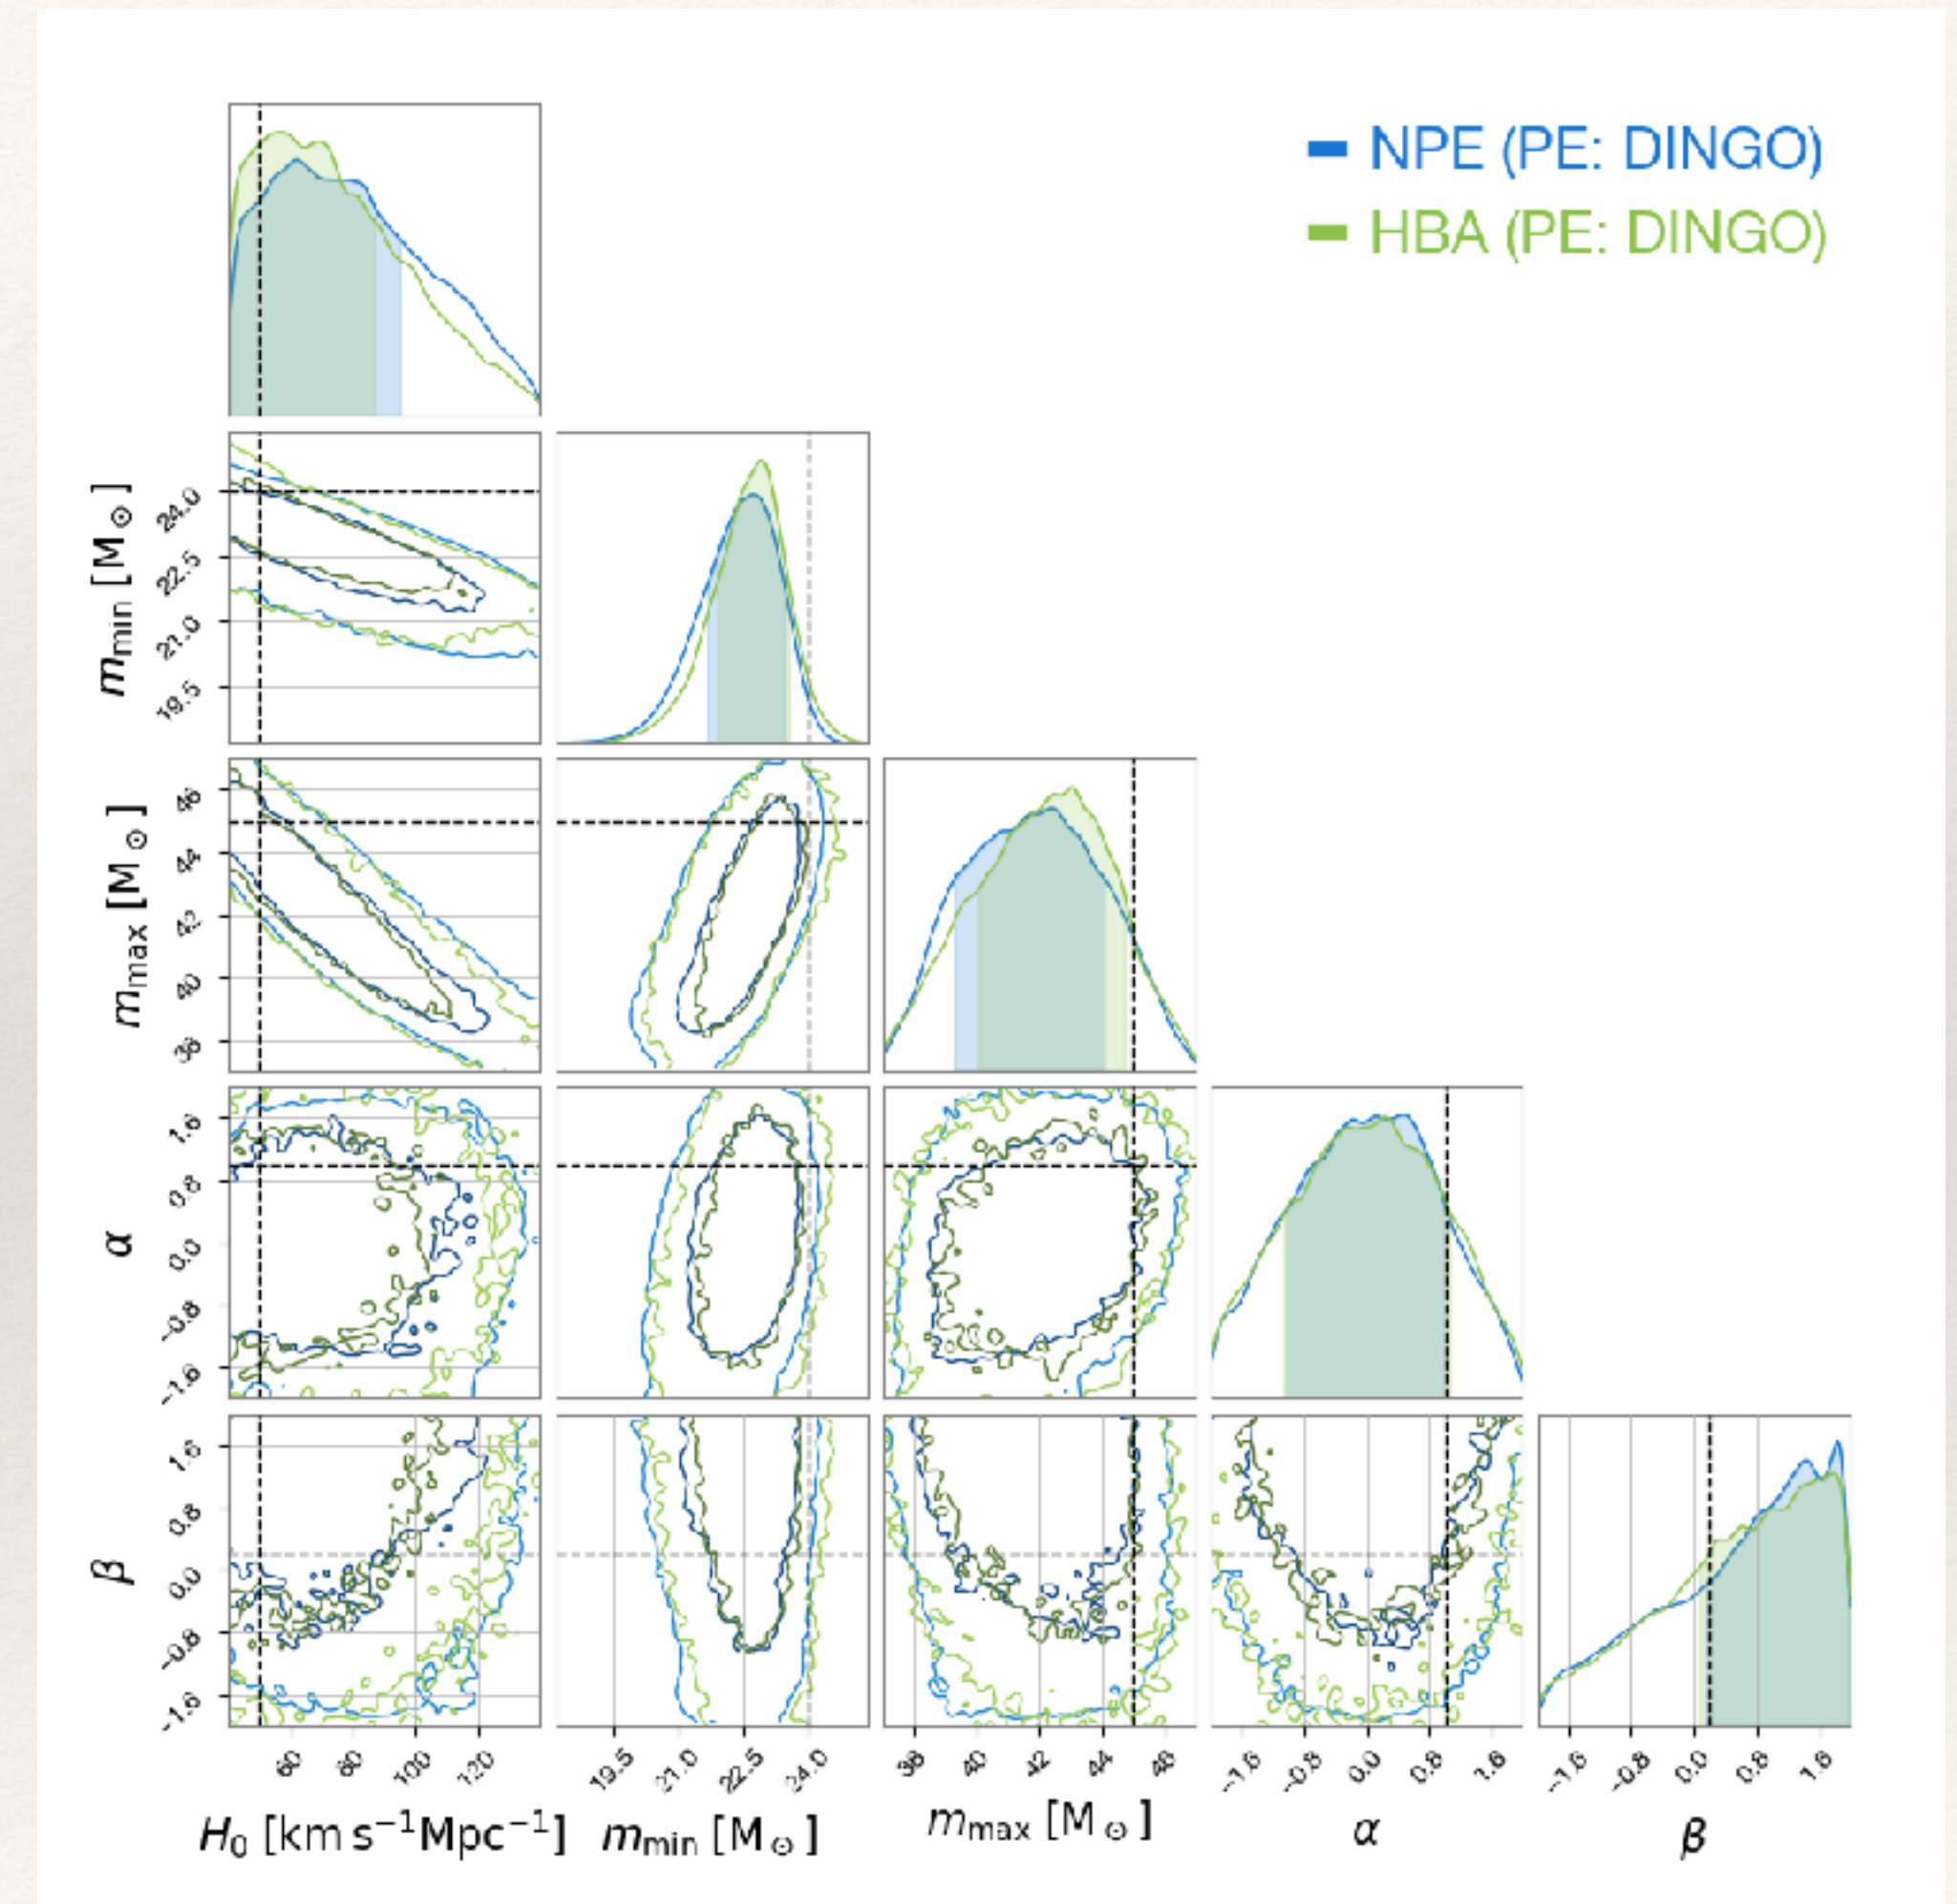 NPE (PE: DINGO)
HBA (PE: DINGO)
m_min [M_⊙]
24.0
22.5
21.0
19.5
m_max [M_⊙]
46
44
42
40
38
α
1.6
0.8
0.0
−0.8
−1.6
β
1.6
0.8
0.0
−0.8
−1.6
60 80 100 120
19.5 21.0 22.5 24.0
38 40 42 44 46
−1.6 −0.8 0.0 0.8 1.6
−1.6 −0.8 0.0 0.8 1.6
H₀ [km s⁻¹Mpc⁻¹] m_min [M_⊙] m_max [M_⊙] α β